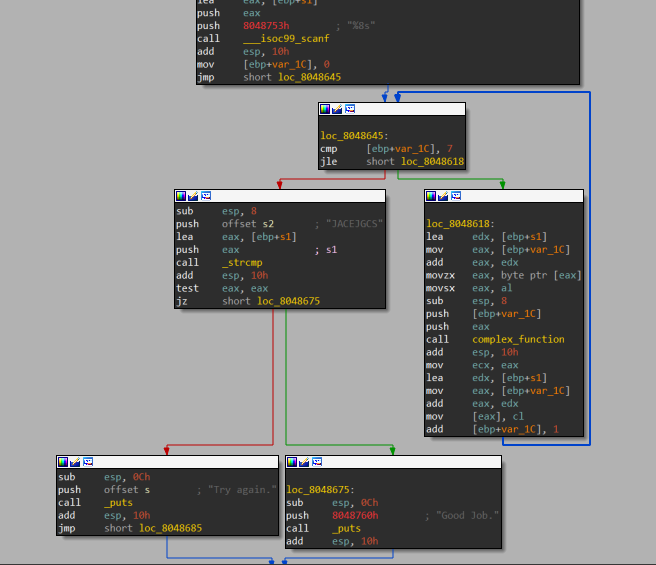 lea     eax, [ebp+s1]
push    eax
push    8048753h        ; "%8s"
call    ___isoc99_scanf
add     esp, 10h
mov     [ebp+var_1C], 0
jmp     short loc_8048645
loc_8048645:
cmp     [ebp+var_1C], 7
jle     short loc_8048618
sub     esp, 8
push    offset s2       ; "JACEJGCS"
lea     eax, [ebp+s1]
push    eax             ; s1
call    _strcmp
add     esp, 10h
test    eax, eax
jz      short loc_8048675
loc_8048618:
lea     edx, [ebp+s1]
mov     eax, [ebp+var_1C]
add     eax, edx
movzx   eax, byte ptr [eax]
movsx   eax, al
sub     esp, 8
push    [ebp+var_1C]
push    eax
call    complex_function
add     esp, 10h
mov     ecx, eax
lea     edx, [ebp+s1]
mov     eax, [ebp+var_1C]
add     eax, edx
mov     [eax], cl
add     [ebp+var_1C], 1
sub     esp, 0Ch
push    offset s        ; "Try again."
call    _puts
add     esp, 10h
jmp     short loc_8048685
loc_8048675:
sub     esp, 0Ch
push    8048760h        ; "Good Job."
call    _puts
add     esp, 10h